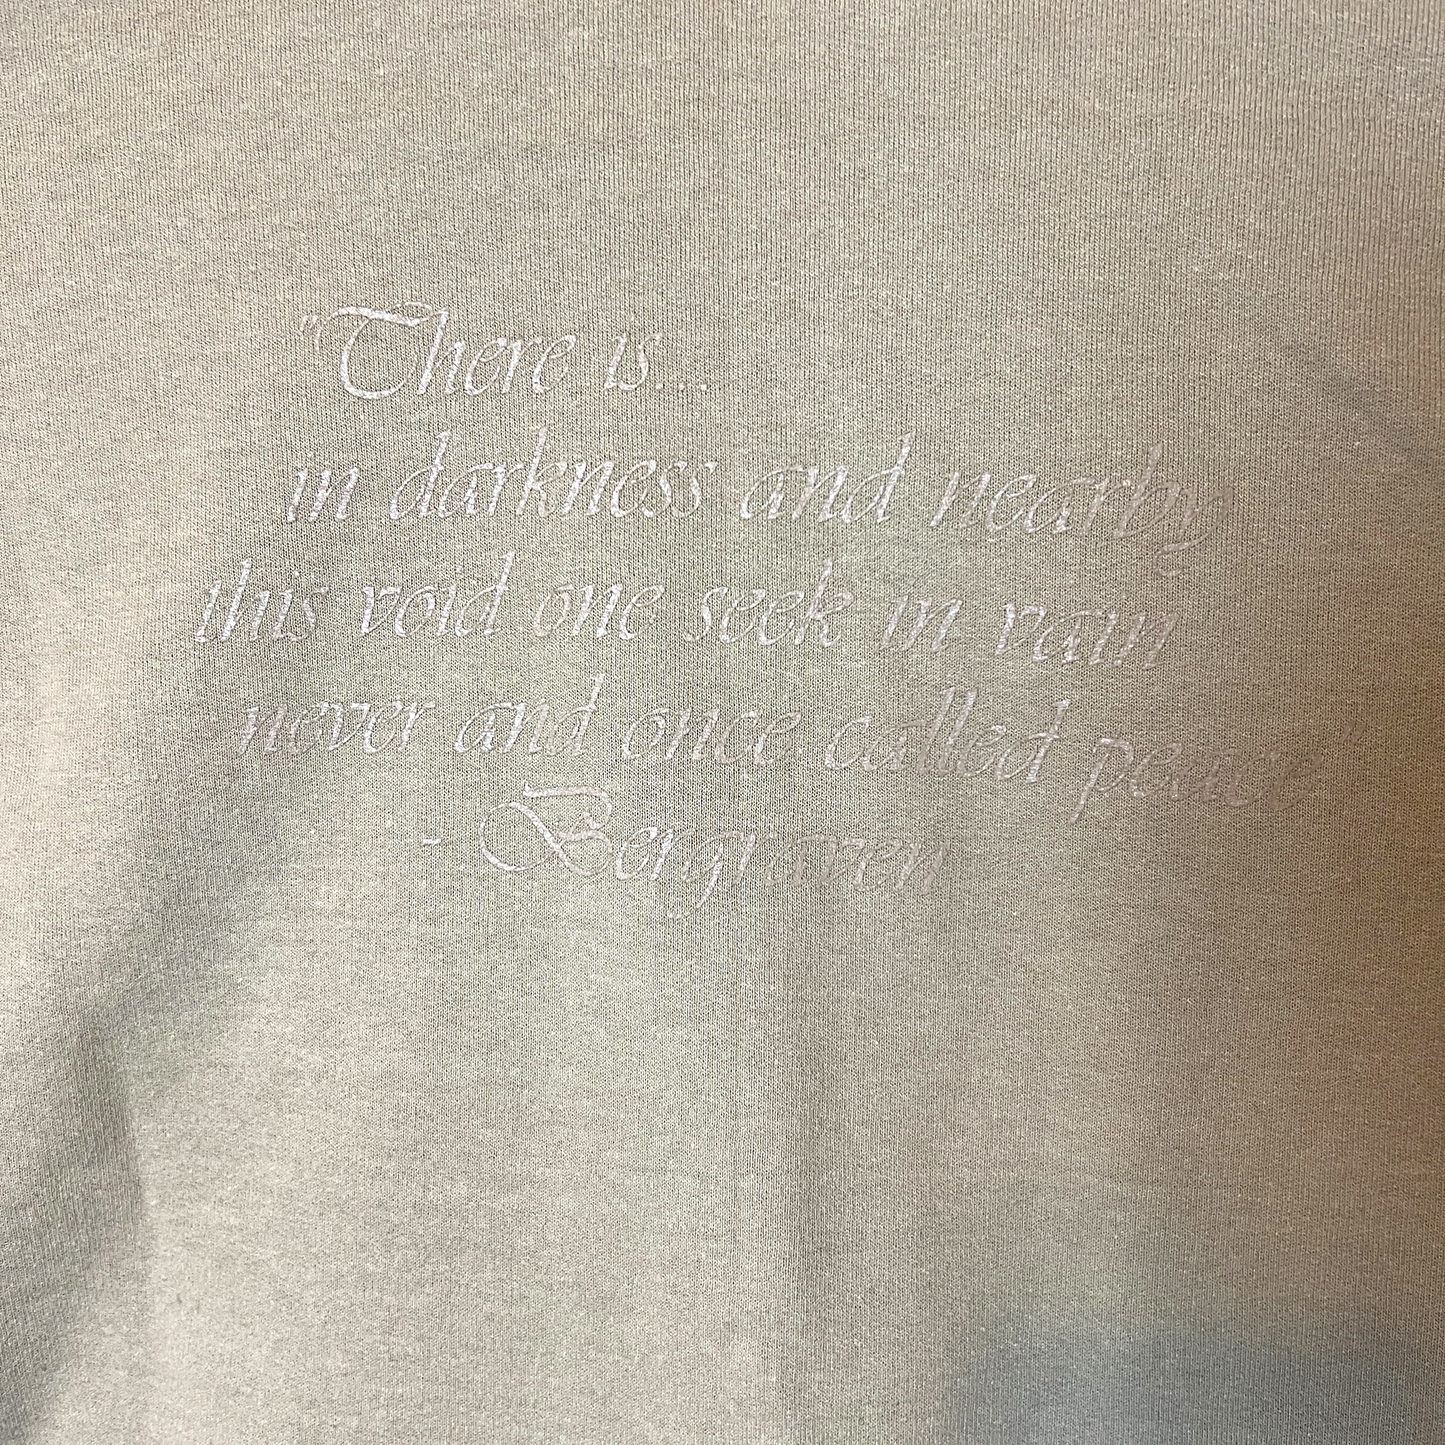 "There is...
in darkness and nearby
this void one seek in vain
never and once called peace"
- Bergraven